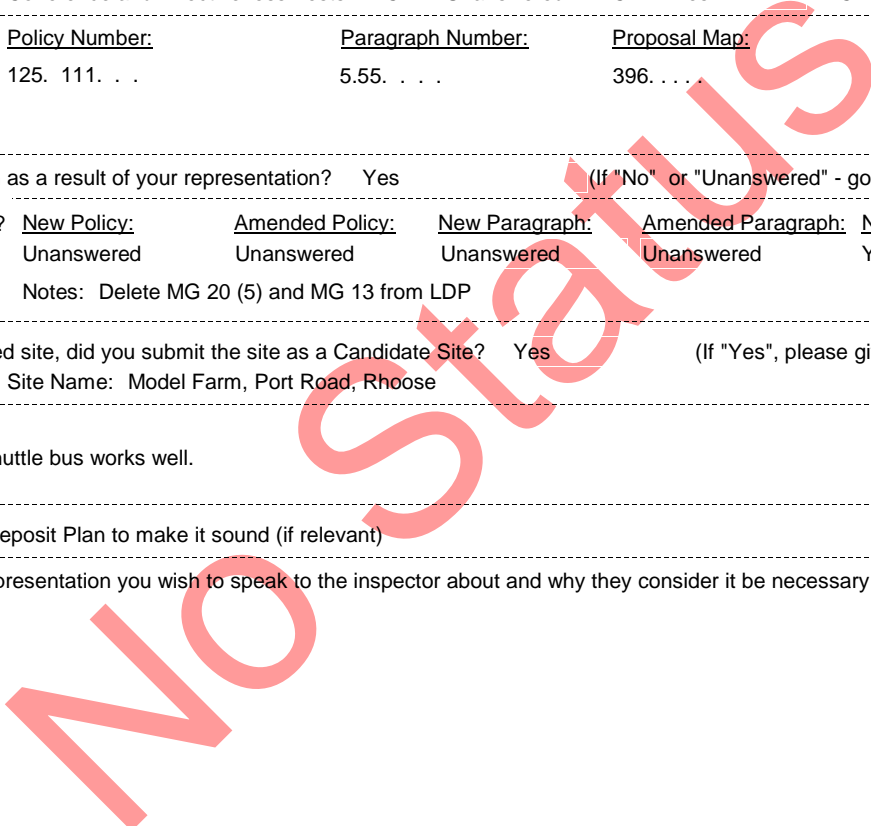 Policy Number: Paragraph Number: Proposal Map:
125. 111. . . 5.55. . . . 396. . . . .
as a result of your representation? Yes (If "No" or "Unanswered" - go
? New Policy: Amended Policy: New Paragraph: Amended Paragraph: N
Unanswered Unanswered Unanswered Unanswered Y
Notes: Delete MG 20 (5) and MG 13 from LDP
ed site, did you submit the site as a Candidate Site? Yes (If "Yes", please gi
Site Name: Model Farm, Port Road, Rhoose
huttle bus works well.
eposit Plan to make it sound (if relevant)
presentation you wish to speak to the inspector about and why they consider it be necessary
No Status